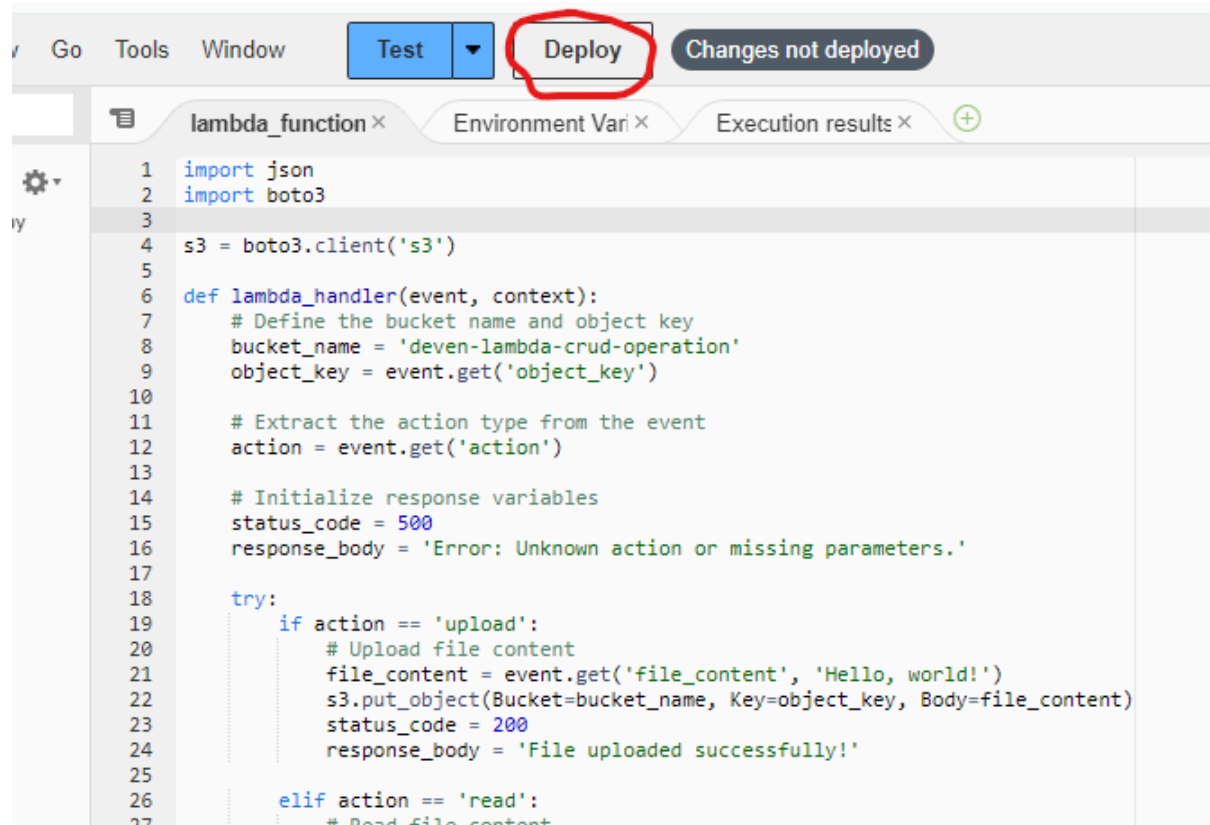 Go Tools Window Test Deploy Changes not deployed
lambda_function × Environment Vari × Execution results ×
1 import json
2 import boto3
3
4 s3 = boto3.client('s3')
5
6 def lambda_handler(event, context):
7     # Define the bucket name and object key
8     bucket_name = 'deven-lambda-crud-operation'
9     object_key = event.get('object_key')
10
11     # Extract the action type from the event
12     action = event.get('action')
13
14     # Initialize response variables
15     status_code = 500
16     response_body = 'Error: Unknown action or missing parameters.'
17
18     try:
19         if action == 'upload':
20             # Upload file content
21             file_content = event.get('file_content', 'Hello, world!')
22             s3.put_object(Bucket=bucket_name, Key=object_key, Body=file_content)
23             status_code = 200
24             response_body = 'File uploaded successfully!'
25
26         elif action == 'read':
27             # Read file content